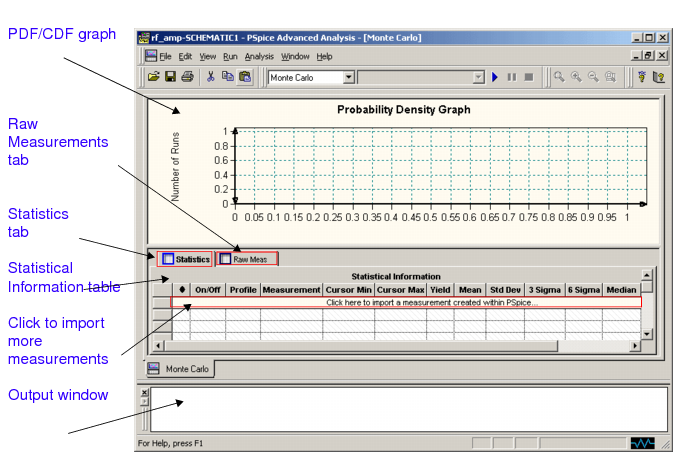 PDF/CDF graph
Raw
Measurements
tab
Statistics
tab
Statistical
Information table
Click to import
more
measurements
Output window
rf_amp-SCHEMATIC1 - PSpice Advanced Analysis - [Monte Carlo]
File Edit View Run Analysis Window Help
Monte Carlo
Probability Density Graph
Number of Runs
1
0.8
0.6
0.4
0.2
0
0 0.05 0.1 0.15 0.2 0.25 0.3 0.35 0.4 0.45 0.5 0.55 0.6 0.65 0.7 0.75 0.8 0.85 0.9 0.95 1
Statistics Raw Meas
Statistical Information
On/Off Profile Measurement Cursor Min Cursor Max Yield Mean Std Dev 3 Sigma 6 Sigma Median
Click here to import a measurement created within PSpice...
Monte Carlo
For Help, press F1